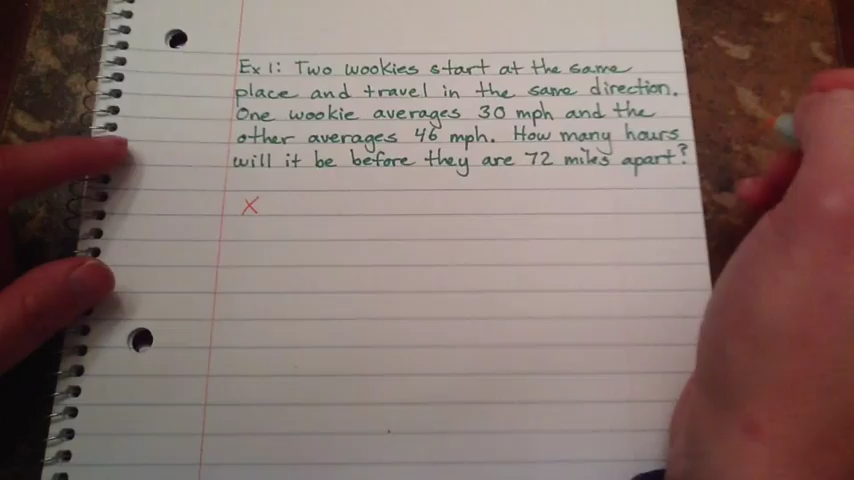 Ex 1: Two wookies start at the same
place and travel in the same direction.
One wookie averages 30 mph and the
other averages 46 mph. How many hours
will it be before they are 72 miles apart?
X